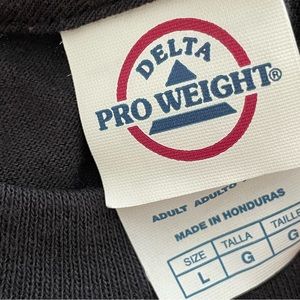 DELTA
PRO WEIGHT®
ADULT ADULTO
MADE IN HONDURAS
SIZE TALLA TAILLE
L G G